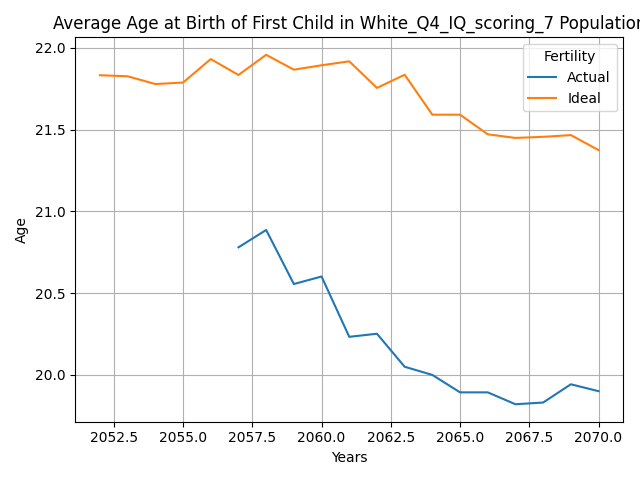 Average Age at Birth of First Child in White_Q4_IQ_scoring_7 Population
22.0
21.5
21.0
20.5
20.0
Age
Fertility
Actual
Ideal
2052.5 2055.0 2057.5 2060.0 2062.5 2065.0 2067.5 2070.0
Years